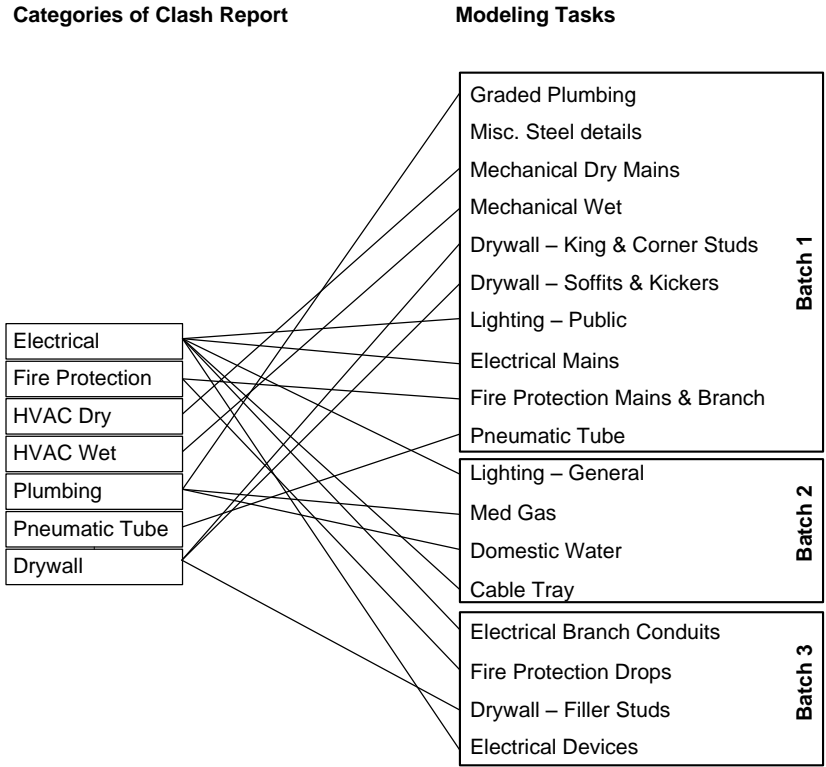 Categories of Clash Report
Modeling Tasks
Electrical
Fire Protection
HVAC Dry
HVAC Wet
Plumbing
Pneumatic Tube
Drywall
Graded Plumbing
Misc. Steel details
Mechanical Dry Mains
Mechanical Wet
Drywall – King & Corner Studs
Drywall – Soffits & Kickers
Lighting – Public
Electrical Mains
Fire Protection Mains & Branch
Pneumatic Tube
Batch 1
Lighting – General
Med Gas
Domestic Water
Cable Tray
Batch 2
Electrical Branch Conduits
Fire Protection Drops
Drywall – Filler Studs
Electrical Devices
Batch 3